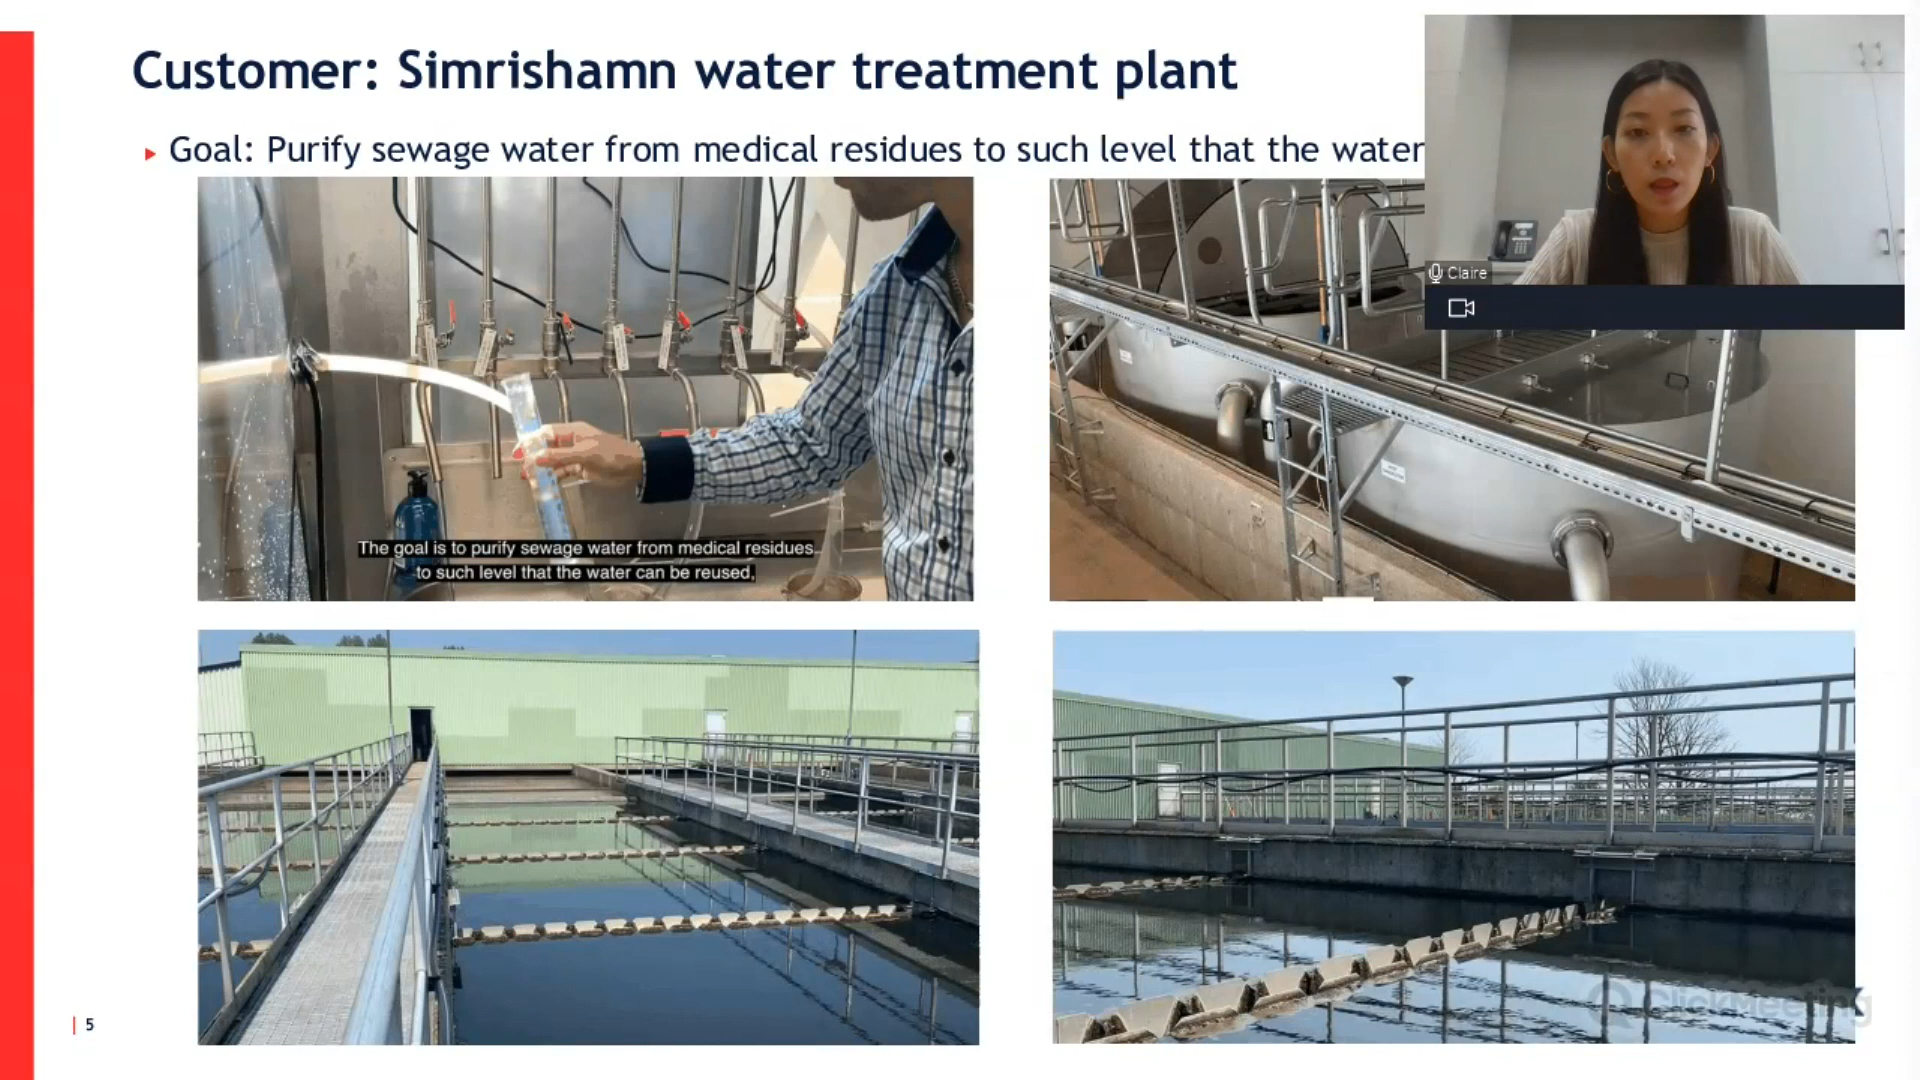 Customer: Simrishamn water treatment plant
Goal: Purify sewage water from medical residues to such level that the water
Claire
The goal is to purify sewage water from medical residues
to such level that the water can be reused,
5
ClickMeeting